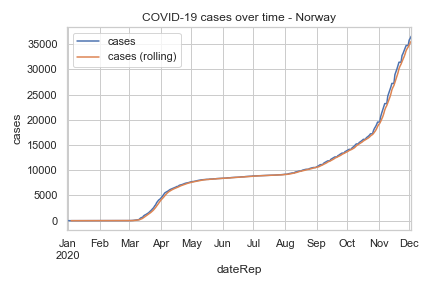 COVID-19 cases over time - Norway
cases
cases (rolling)
35000
30000
25000
20000
15000
10000
5000
0
cases
Jan Feb Mar Apr May Jun Jul Aug Sep Oct Nov Dec
2020
dateRep